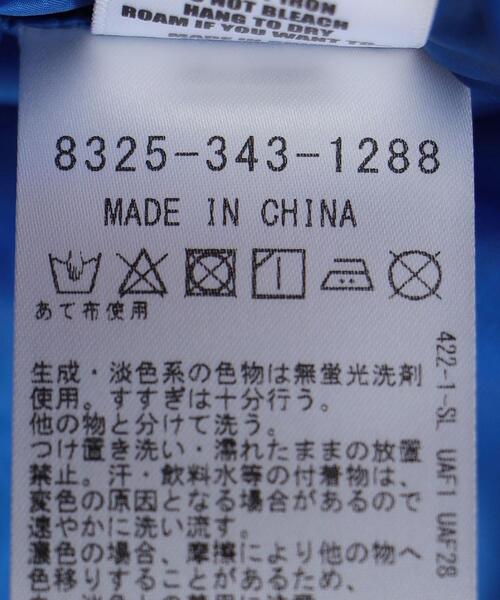 IRON
NOT BLEACH
HANG TO DRY
ROAM IF YOU WANT TO
8325-343-1288
MADE IN CHINA
あて布使用
生成・淡色系の色物は無蛍光洗剤
使用。すすぎは十分行う。
他の物と分けて洗う。
つけ置き洗い・濡れたままの放置
禁止。汗・飲料水等の付着物は、
変色の原因となる場合があるので
速やかに洗い流す。
濃色の場合、摩擦により他の物へ
色移りすることがあるため、
422-1-SL UAF1 UAF28